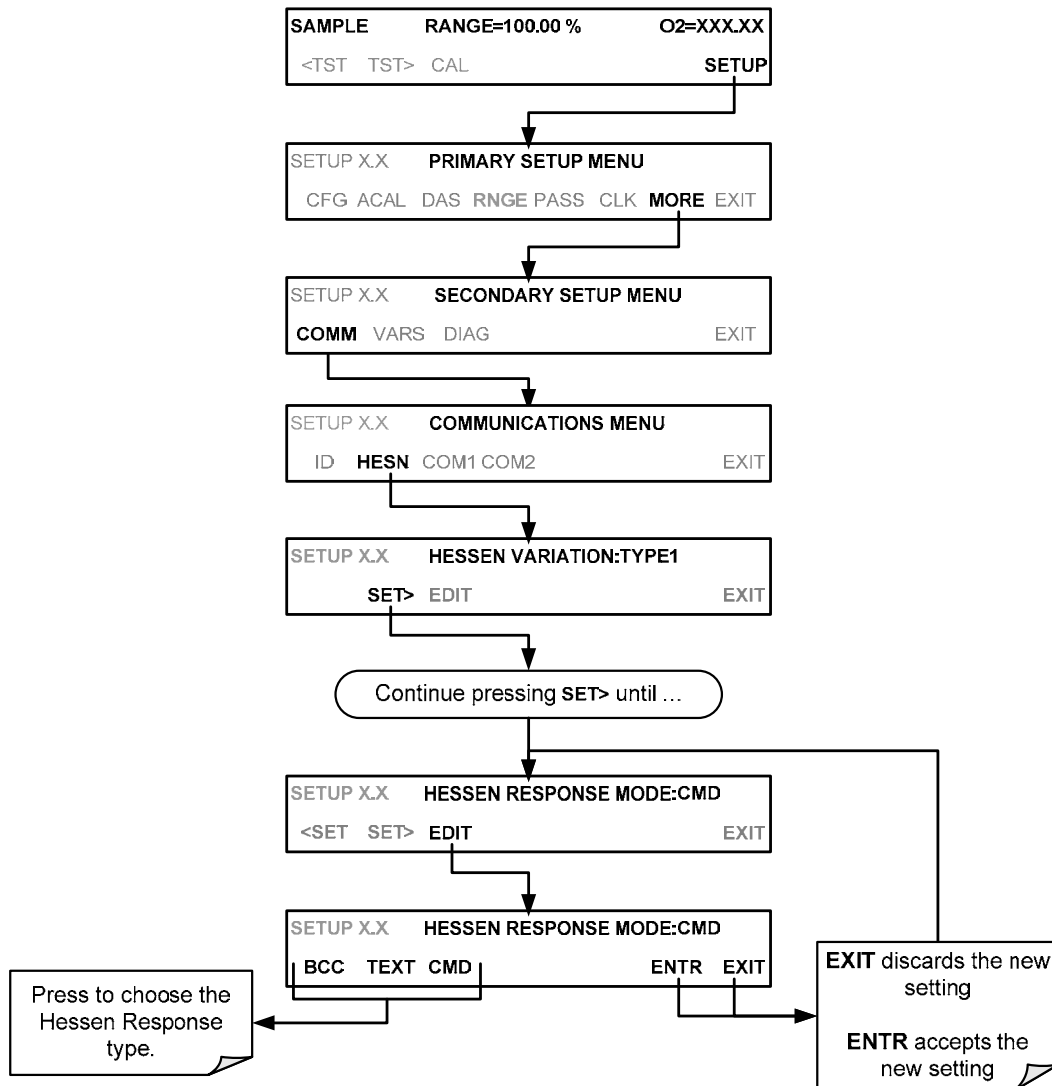 SAMPLE RANGE=100.00 % O2=XXX.XX
<TST TST> CAL SETUP
SETUP X.X PRIMARY SETUP MENU
CFG ACAL DAS RNGE PASS CLK MORE EXIT
SETUP X.X SECONDARY SETUP MENU
COMM VARS DIAG EXIT
SETUP X.X COMMUNICATIONS MENU
ID HESN COM1 COM2 EXIT
SETUP X.X HESSEN VARIATION:TYPE1
SET> EDIT EXIT
Continue pressing SET> until ...
SETUP X.X HESSEN RESPONSE MODE:CMD
<SET SET> EDIT EXIT
SETUP X.X HESSEN RESPONSE MODE:CMD
BCC TEXT CMD ENTR EXIT
Press to choose the
Hessen Response
type.
EXIT discards the new
setting
ENTR accepts the
new setting